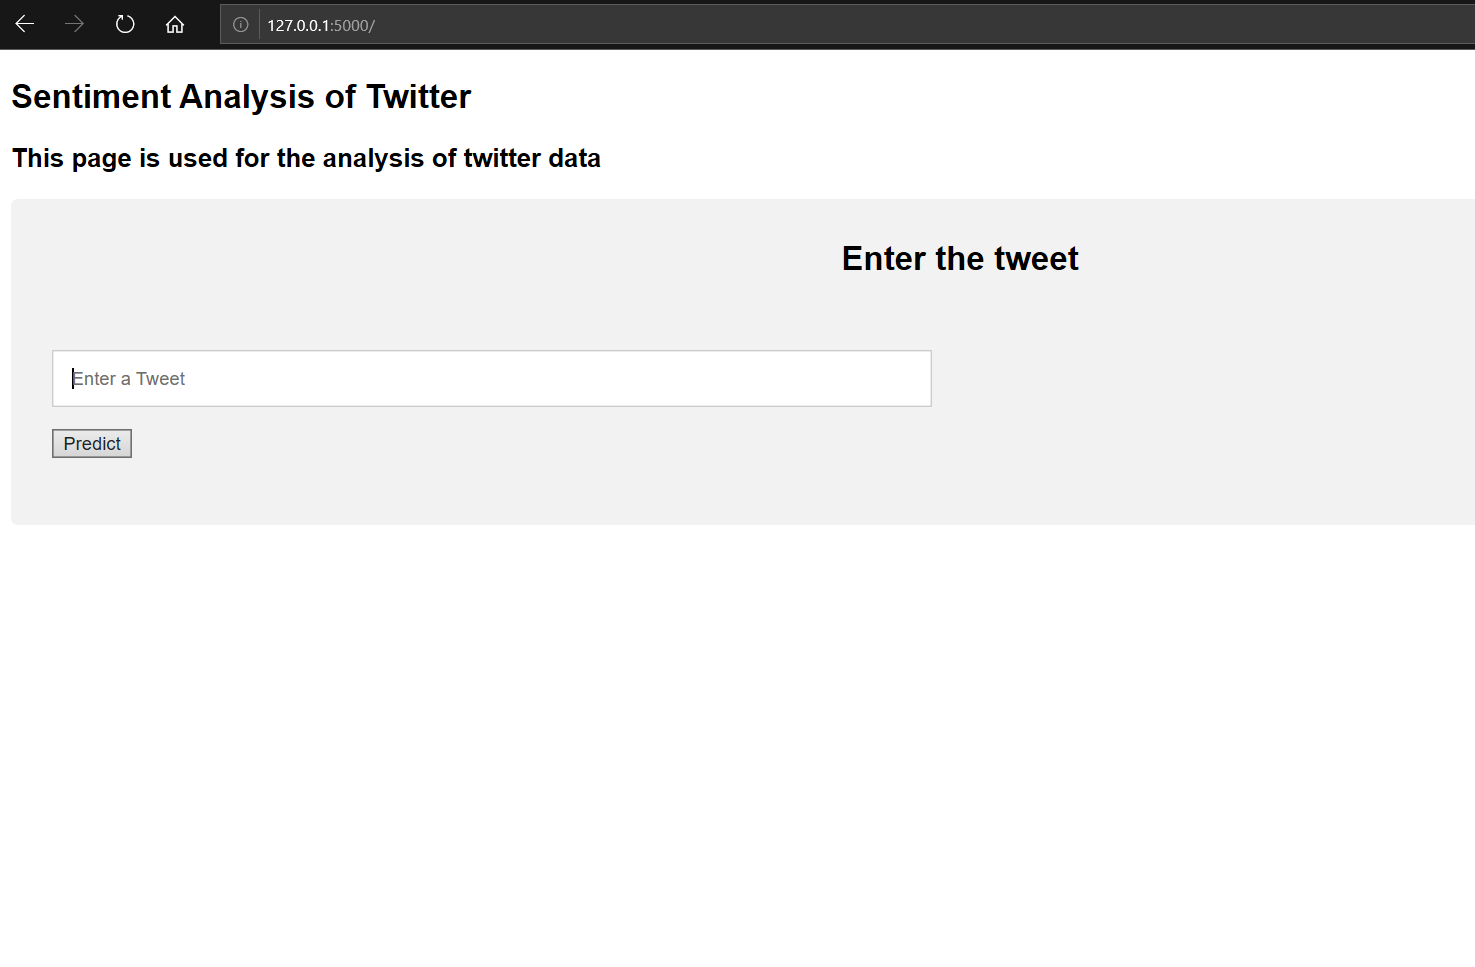 127.0.0.1:5000/
Sentiment Analysis of Twitter
This page is used for the analysis of twitter data
Enter the tweet
Enter a Tweet
Predict